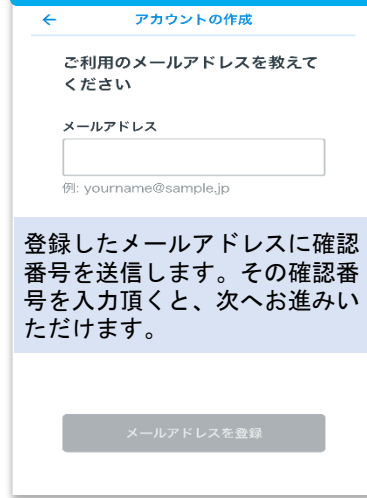 ← アカウントの作成
ご利用のメールアドレスを教えて
ください
メールアドレス
例: yourname@sample.jp
登録したメールアドレスに確認
番号を送信します。その確認番
号を入力頂くと、次へお進みい
ただけます。
メールアドレスを登録